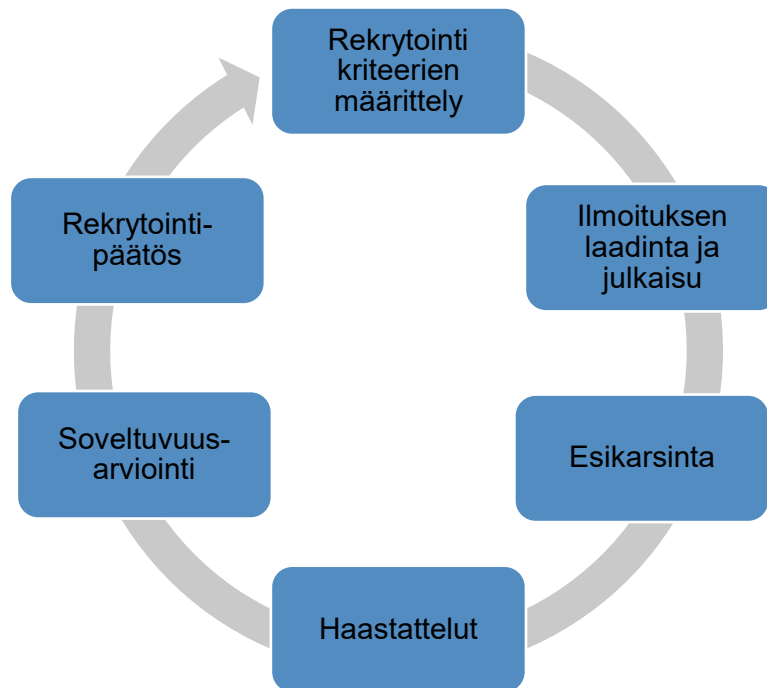 Rekrytointi
kriteerien
määrittely
Ilmoituksen
laadinta ja
julkaisu
Esikarsinta
Haastattelut
Soveltuvuus-
arviointi
Rekrytointi-
päätös